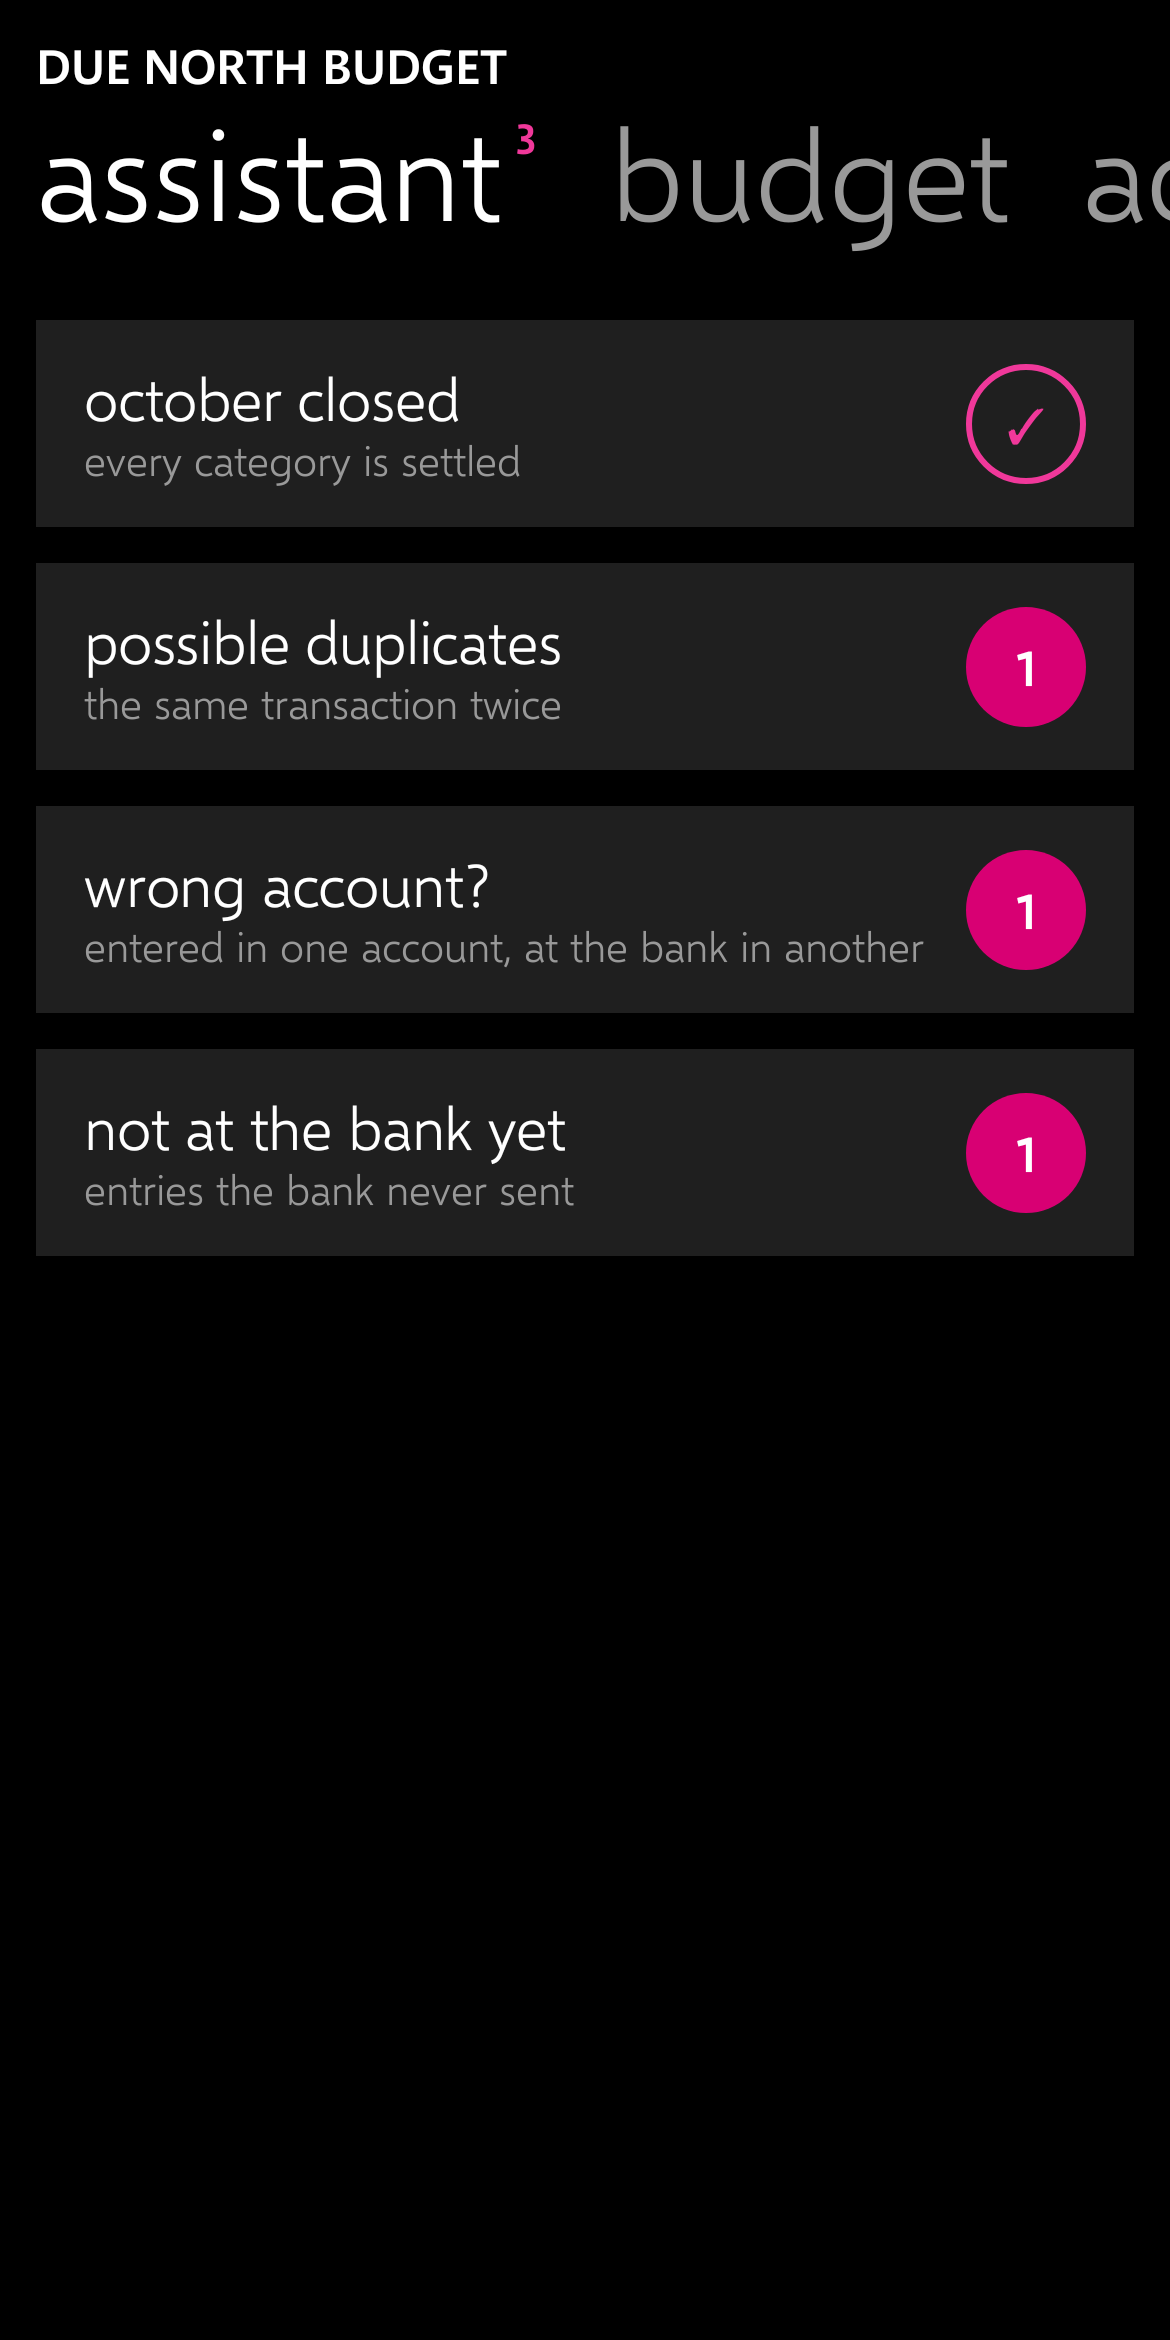 DUE NORTH BUDGET
assistant 3 budget ac
october closed
every category is settled
✓
possible duplicates
the same transaction twice
1
wrong account?
entered in one account, at the bank in another
1
not at the bank yet
entries the bank never sent
1